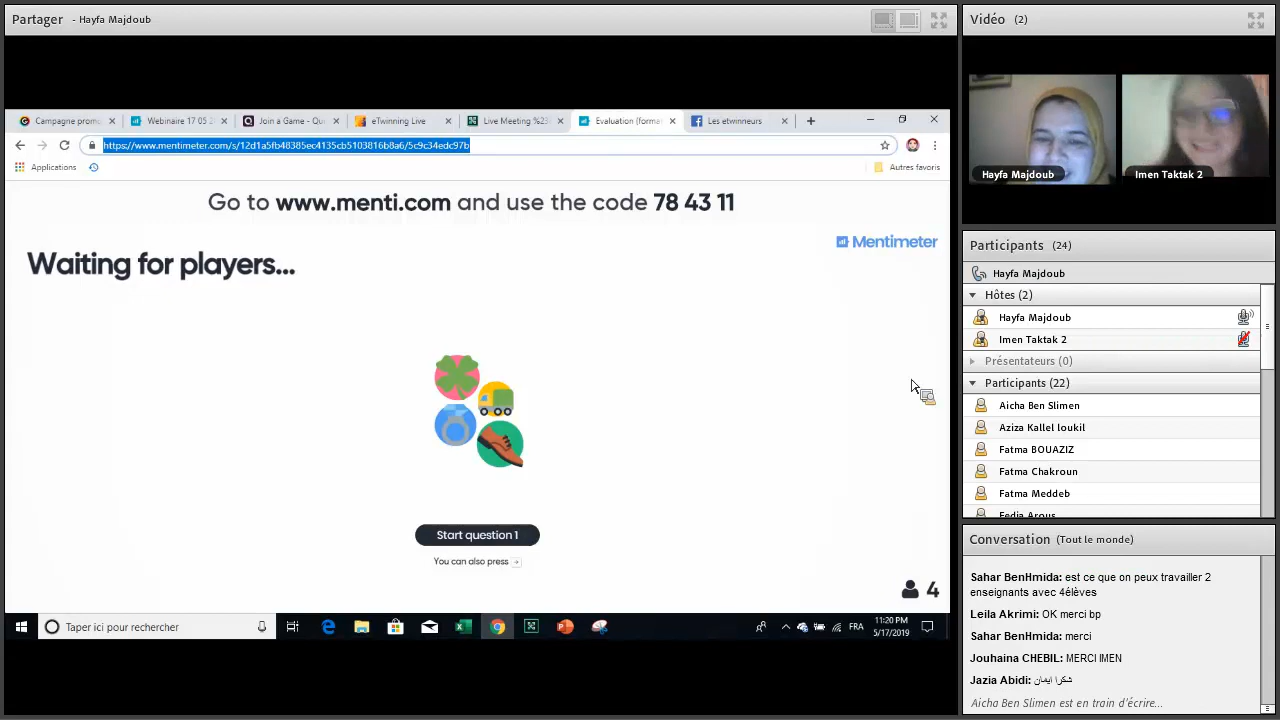 Partager - Hayfa Majdoub
Campagne promo
Webinaire 17 05 2
Join a Game - Qu
eTwinning Live
Live Meeting %23
Evaluation (forma
Les etwinneurs
https://www.mentimeter.com/s/12d1a5fb48385ec4135cb5103816b8a6/5c9c34edc97b
Applications
Autres favoris
Go to www.menti.com and use the code 78 43 11
Mentimeter
Waiting for players...
Start question 1
You can also press
4
Taper ici pour rechercher
FRA
11:20 PM
5/17/2019
Vidéo (2)
Hayfa Majdoub
Imen Taktak 2
Participants (24)
Hayfa Majdoub
Hôtes (2)
Hayfa Majdoub
Imen Taktak 2
Présentateurs (0)
Participants (22)
Aicha Ben Slimen
Aziza Kallel loukil
Fatma BOUAZIZ
Fatma Chakroun
Fatma Meddeb
Fedia Arous
Conversation (Tout le monde)
Sahar BenHmida: est ce que on peux travailler 2
enseignants avec 4élèves
Leila Akrimi: OK merci bp
Sahar BenHmida: merci
Jouhaina CHEBIL: MERCI IMEN
Jazia Abidi: شكرا ايمان
Aicha Ben Slimen est en train d'écrire...